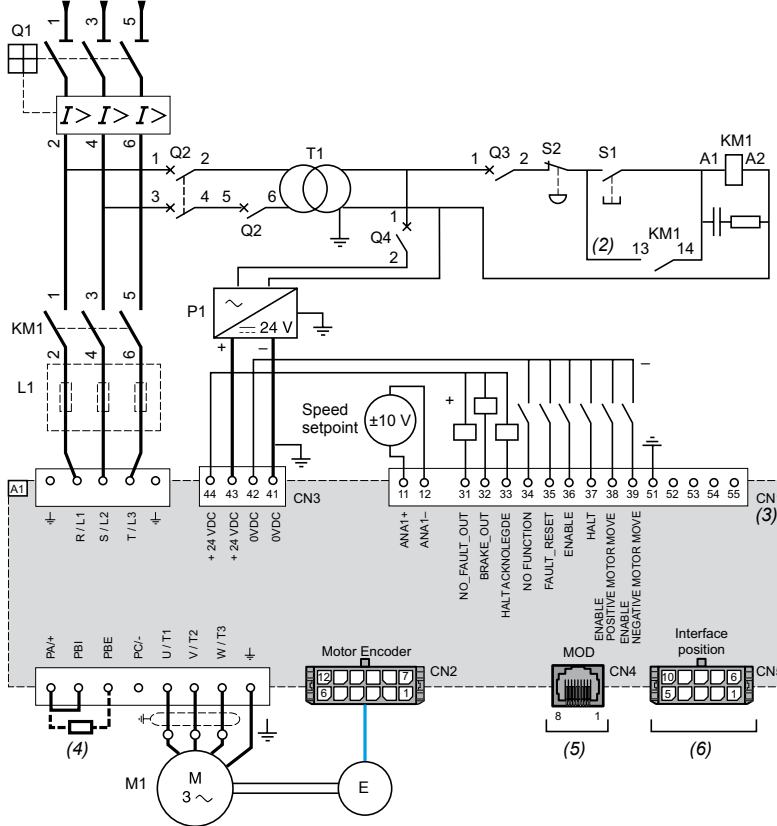 1 3 5
Q1
I> I> I>
2 4 6
1 Q2 2
T1
1 Q3 2
S2
S1
KM1
A1 A2
3 4 5 6
Q2
1
Q4
2
(2) 13 KM1 14
1 3 5
KM1
2 4 6
P1
24 V
+ –
L1
Speed
setpoint
±10 V
+
–
A1
R / L1
S / L2
T / L3
44 43 42 41
CN3
+ 24 VDC
+ 24 VDC
0VDC
0VDC
11 12 31 32 33 34 35 36 37 38 39 51 52 53 54 55
CN
(3)
ANA1+
ANA1–
NO_FAULT_OUT
BRAKE_OUT
HALT ACKNOLEGDE
NO FUNCTION
FAULT_RESET
ENABLE
HALT
ENABLE
POSITIVE MOTOR MOVE
ENABLE
NEGATIVE MOTOR MOVE
PA/+
PBI
PBE
PC/-
U / T1
V / T2
W / T3
Motor Encoder
12 7
6 1
CN2
MOD
CN4
8 1
(5)
Interface
position
10 6
5 1
CN5
(6)
(4)
M1
M
3 ~
E